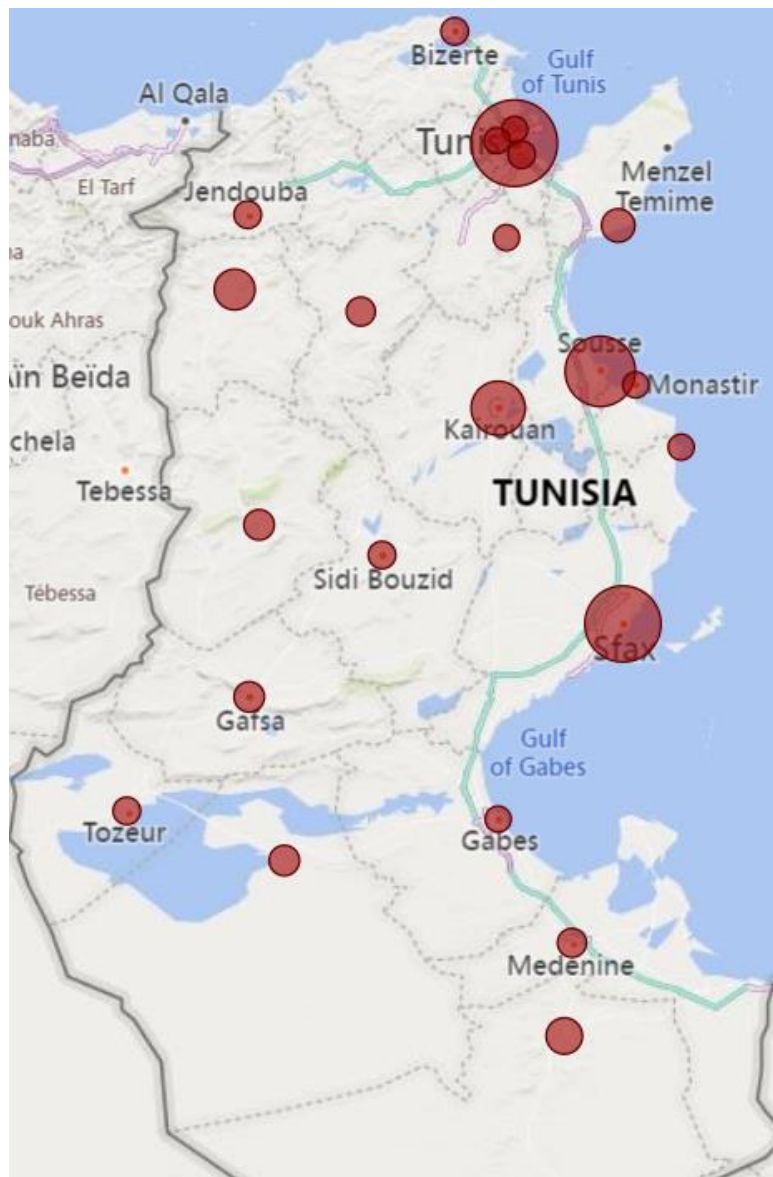 Bizerte
Gulf
of Tunis
Al Qala
naba
Tuni
El Tarf
Menzel
Temime
Jendouba
ouk Ahras
Sousse
Aïn Beïda
Monastir
Kairouan
chela
Tebessa
TUNISIA
Sidi Bouzid
Tébessa
Sfax
Gafsa
Gulf
of Gabes
Tozeur
Gabes
Medenine